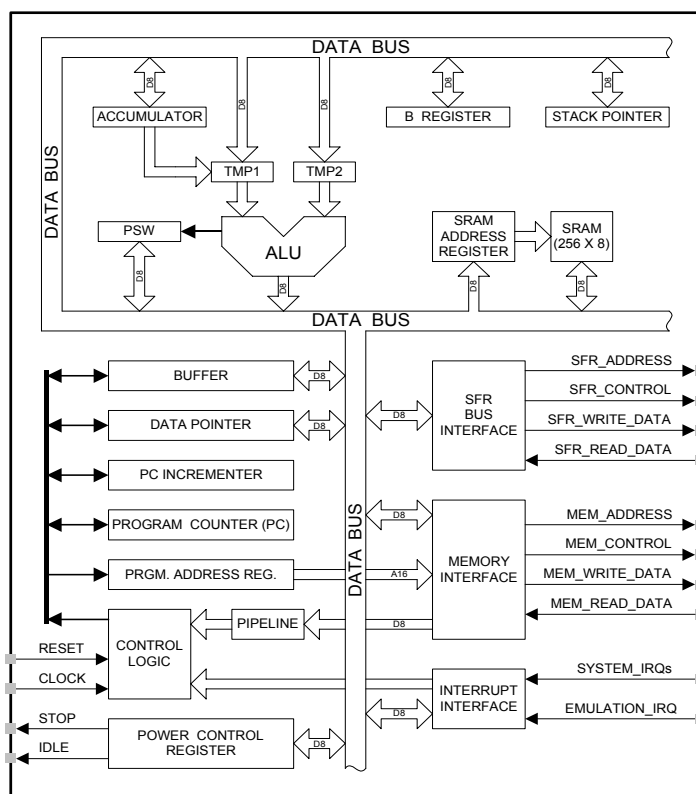 DATA BUS
D8
D8
D8
D8
D8
ACCUMULATOR
B REGISTER
STACK POINTER
DATA BUS
TMP1
TMP2
PSW
ALU
SRAM
ADDRESS
REGISTER
SRAM
(256 X 8)
D8
D8
D8
D8
DATA BUS
BUFFER
D8
DATA POINTER
D8
PC INCREMENTER
PROGRAM COUNTER (PC)
PRGM. ADDRESS REG.
A16
DATA BUS
D8
SFR
BUS
INTERFACE
SFR_ADDRESS
SFR_CONTROL
SFR_WRITE_DATA
SFR_READ_DATA
D8
MEMORY
INTERFACE
MEM_ADDRESS
MEM_CONTROL
MEM_WRITE_DATA
MEM_READ_DATA
RESET
CLOCK
CONTROL
LOGIC
PIPELINE
D8
INTERRUPT
INTERFACE
D8
SYSTEM_IRQs
EMULATION_IRQ
STOP
IDLE
POWER CONTROL
REGISTER
D8